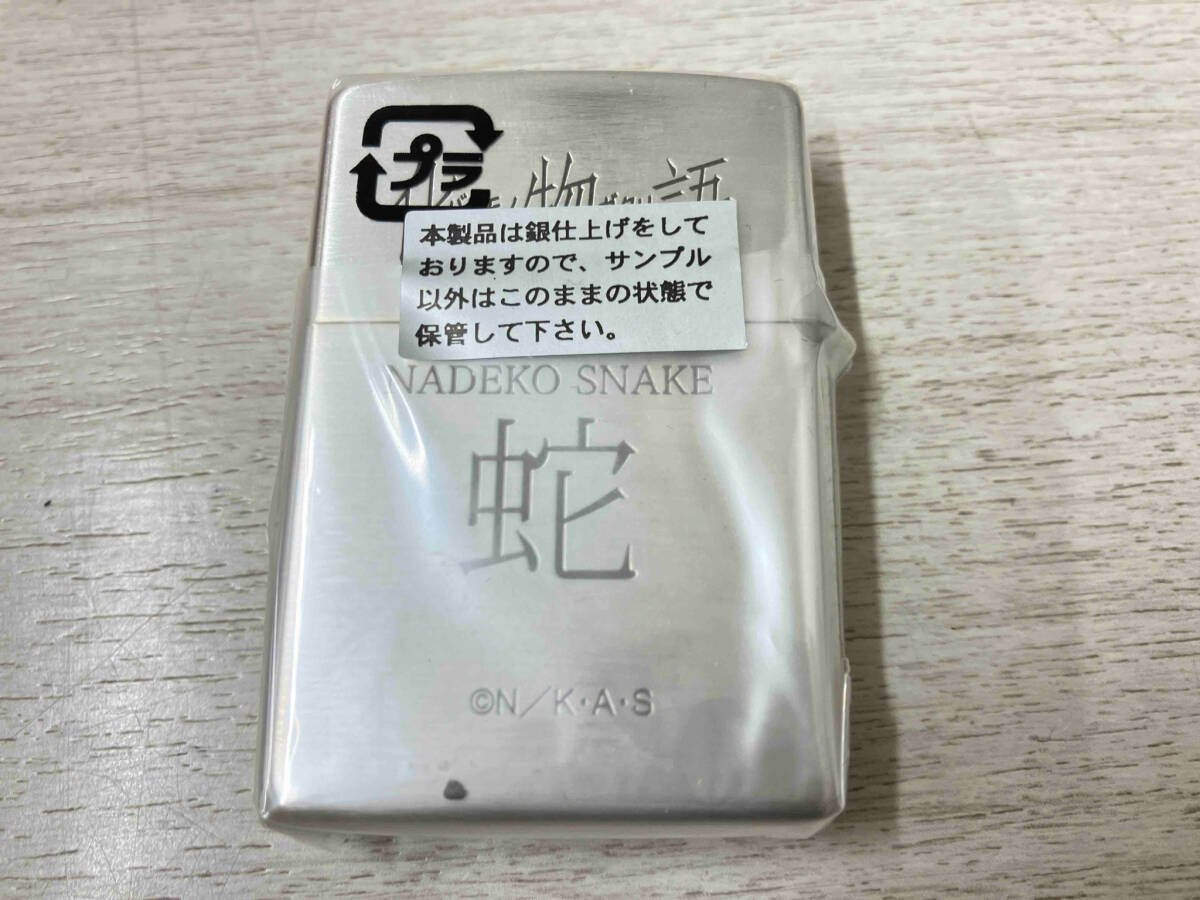 プラ
物語
本製品は銀仕上げをして
おりますので、サンプル
以外はこのままの状態で
保管して下さい。
NADEKO SNAKE
蛇
©N／K・A・S